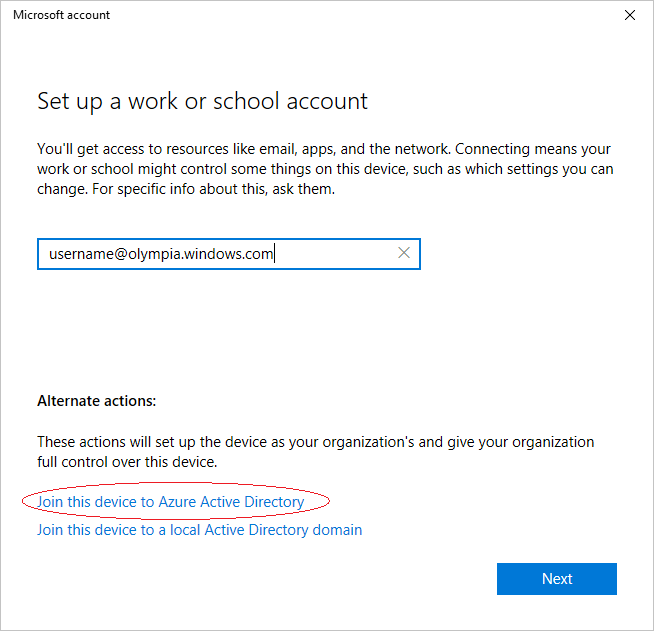 Microsoft account
Set up a work or school account
You'll get access to resources like email, apps, and the network. Connecting means your
work or school might control some things on this device, such as which settings you can
change. For specific info about this, ask them.
username@olympia.windows.com
Alternate actions:
These actions will set up the device as your organization's and give your organization
full control over this device.
Join this device to Azure Active Directory
Join this device to a local Active Directory domain
Next